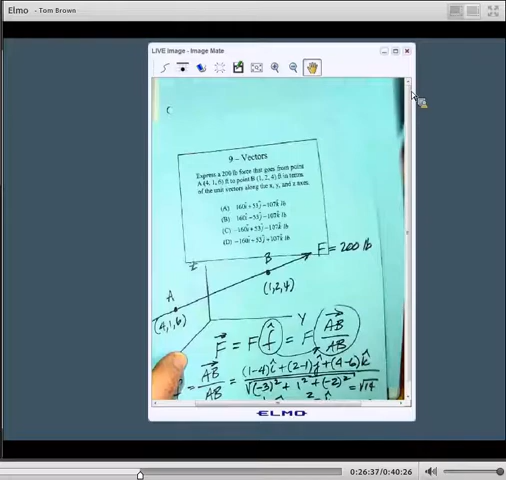 Elmo - Tom Brown
LIVE Image - Image Mate
9 – Vectors
Express a 200 lb force that goes from point
A (4, 1, 6) ft to point B (1, 2, 4) ft in terms
of the unit vectors along the x, y, and z axes.
(A) 160î + 53ĵ – 107k̂ lb
(B) 160î – 53ĵ – 107k̂ lb
(C) –160î + 53ĵ – 107k̂ lb
(D) –160î + 53ĵ + 107k̂ lb
z
B
F = 200 lb
(1,2,4)
A
(4,1,6)
Y
F⃗ = F f̂ = F AB⃗ / AB
= AB⃗ / AB = (1-4)î + (2-1)ĵ + (4-6)k̂ / √(-3)² + 1² + (-2)² = √14
ELMO
0:26:37/0:40:26